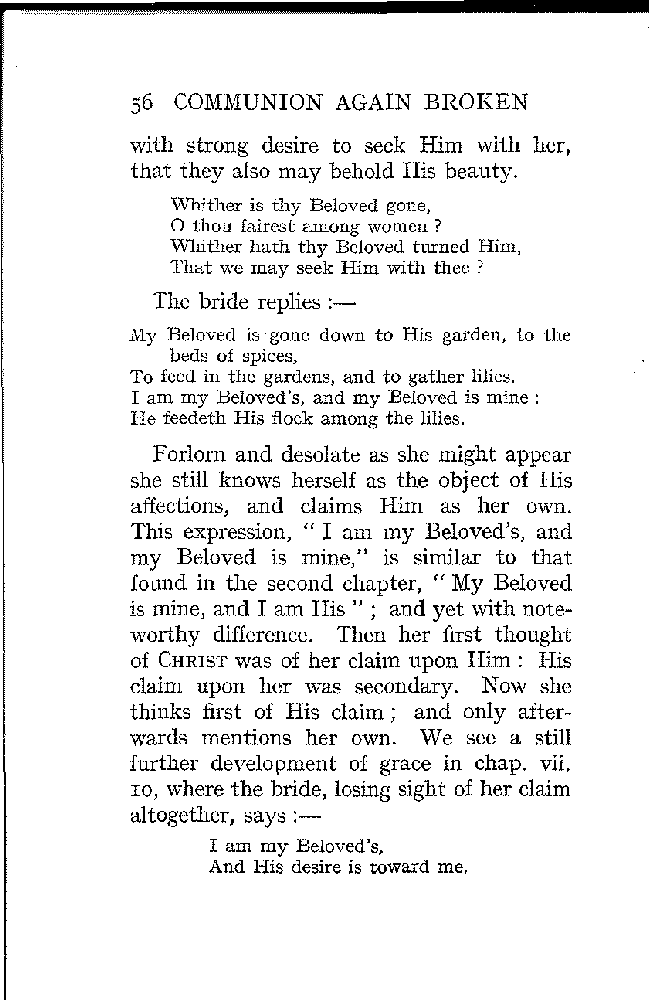 56 COMMUNION AGAIN BROKEN
with strong desire to seek Him with her,
that they also may behold His beauty.
Whither is thy Beloved gone,
O thou fairest among women ?
Whither hath thy Beloved turned Him,
That we may seek Him with thee ?
The bride replies :—
My Beloved is gone down to His garden, to the
beds of spices,
To feed in the gardens, and to gather lilies.
I am my Beloved's, and my Beloved is mine :
He feedeth His flock among the lilies.
Forlorn and desolate as she might appear
she still knows herself as the object of His
affections, and claims Him as her own.
This expression, “ I am my Beloved's, and
my Beloved is mine,” is similar to that
found in the second chapter, “ My Beloved
is mine, and I am His ” ; and yet with note-
worthy difference. Then her first thought
of CHRIST was of her claim upon Him : His
claim upon her was secondary. Now she
thinks first of His claim ; and only after-
wards mentions her own. We see a still
further development of grace in chap. vii.
10, where the bride, losing sight of her claim
altogether, says :—
I am my Beloved's,
And His desire is toward me.